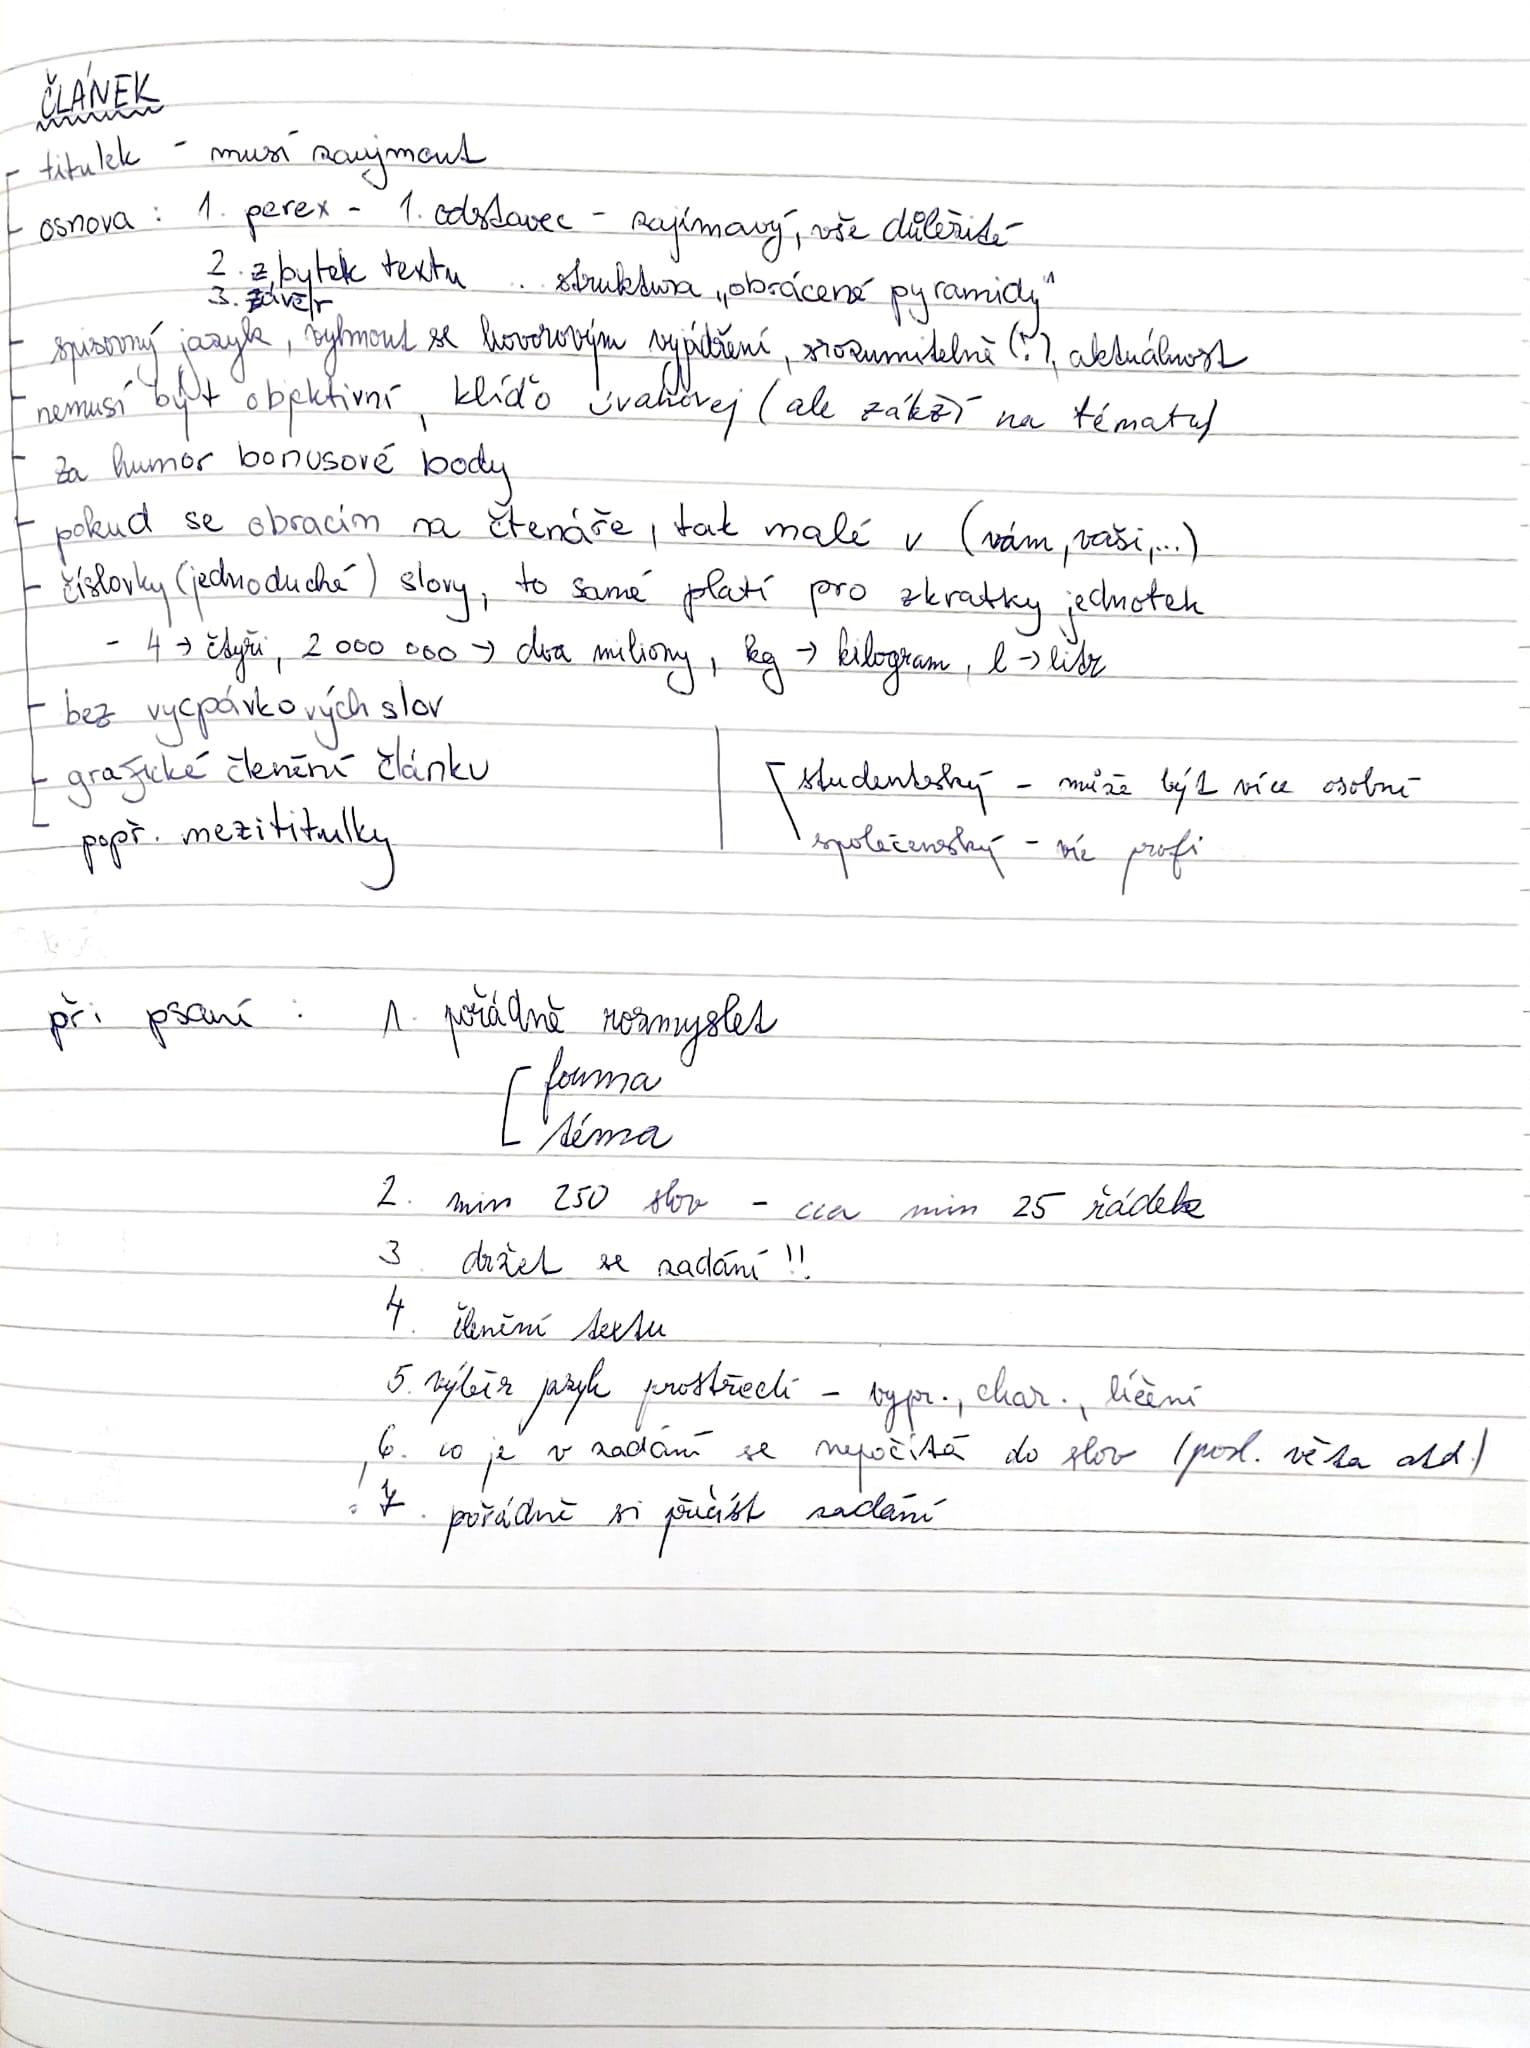 ČLÁNEK
- titulek - musí zaujmout
- osnova : 1. perex - 1. odstavec - zajímavý, vše důležité
2. zbytek textu .. struktura „obrácené pyramidy"
3. závěr
- spisovný jazyk, vyhnout se hovorovým vyjádření, srozumitelně (?), aktuálnost
- nemusí být objektivní, klíďo úvahovej (ale záleží na tématu)
- za humor bonusové body
- pokud se obracím na čtenáře, tak malé v (vám, vaši,...)
- číslovky (jednoduché) slovy, to samé platí pro zkratky jednotek
- 4 → čtyři, 2 000 000 → dva miliony, kg → kilogram, l → litr
- bez vycpávkových slov
- grafické členění článku
popř. mezititulky
studentský - může být více osobní
společenský - víc profi
při psaní : 1. pořádně rozmyslet
forma
téma
2. min 250 slov - cca min 25 řádek
3. držet se zadání !!
4. členění textu
5. výběr jazyk prostředí - vypr., char., líčení
6. co je v zadání se nepočítá do slov (posl. věta atd.)
! 7. pořádně si přečíst zadání